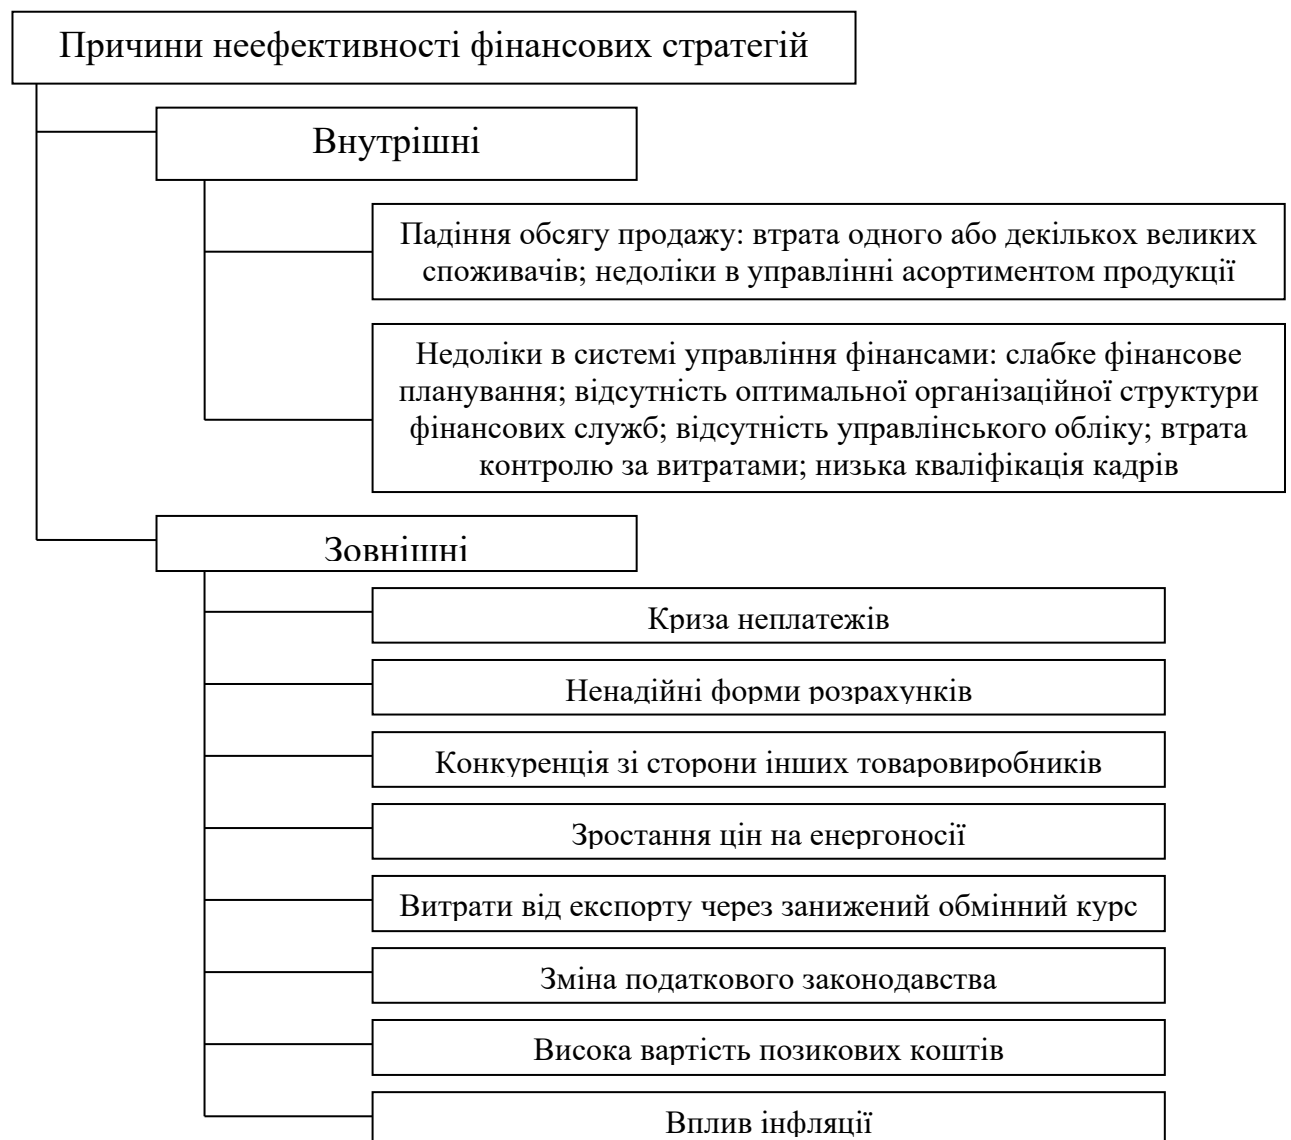 Причини неефективності фінансових стратегій
Внутрішні
Падіння обсягу продажу: втрата одного або декількох великих
споживачів; недоліки в управлінні асортиментом продукції
Недоліки в системі управління фінансами: слабке фінансове
планування; відсутність оптимальної організаційної структури
фінансових служб; відсутність управлінського обліку; втрата
контролю за витратами; низька кваліфікація кадрів
Зовнішні
Криза неплатежів
Ненадійні форми розрахунків
Конкуренція зі сторони інших товаровиробників
Зростання цін на енергоносії
Витрати від експорту через занижений обмінний курс
Зміна податкового законодавства
Висока вартість позикових коштів
Вплив інфляції